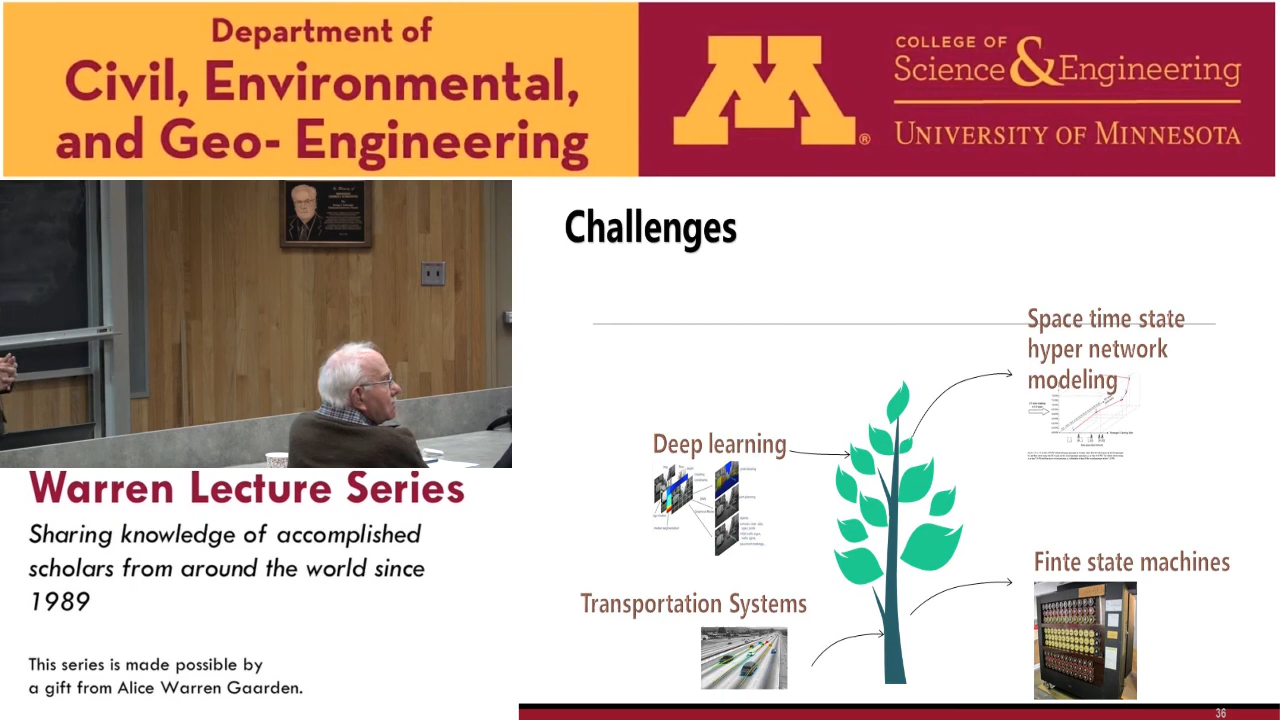 Department of
Civil, Environmental,
and Geo- Engineering
M
®
COLLEGE OF
Science & Engineering
UNIVERSITY OF MINNESOTA
Warren Lecture Series
Sharing knowledge of accomplished
scholars from around the world since
1989
This series is made possible by
a gift from Alice Warren Gaarden.
Challenges
Space time state
hyper network
modeling
Deep learning
Finte state machines
Transportation Systems
36